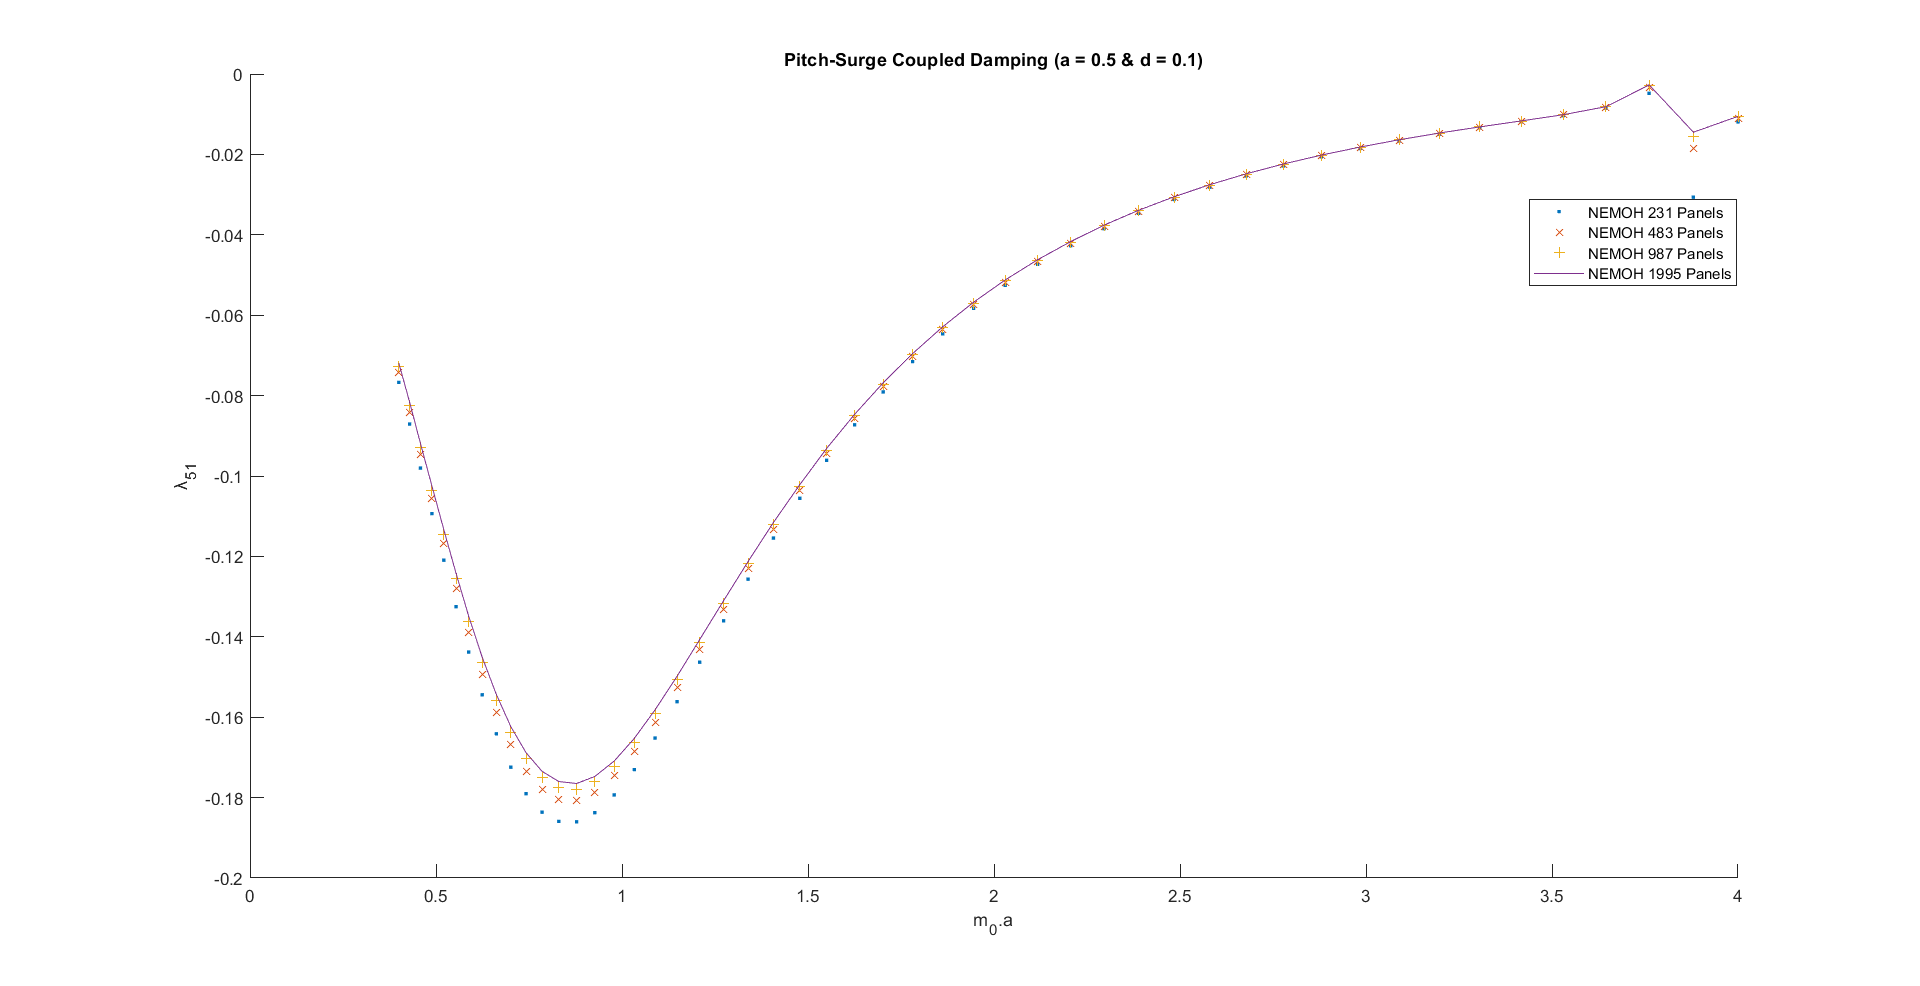 Pitch-Surge Coupled Damping (a = 0.5 & d = 0.1)
0
-0.02
-0.04
-0.06
-0.08
-0.1
-0.12
-0.14
-0.16
-0.18
-0.2
λ51
NEMOH 231 Panels
NEMOH 483 Panels
NEMOH 987 Panels
NEMOH 1995 Panels
0 0.5 1 1.5 2 2.5 3 3.5 4
m0.a